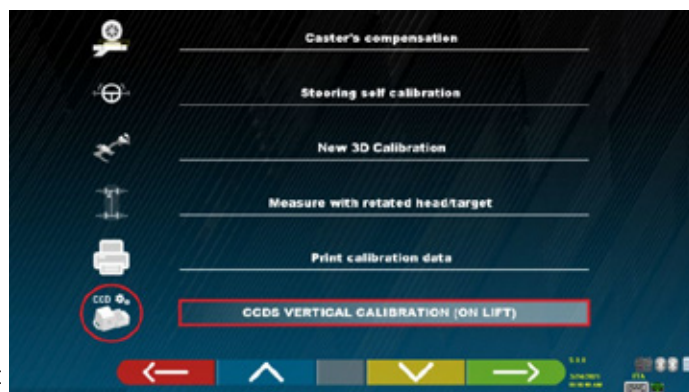 Caster's compensation
Steering self calibration
New 3D Calibration
Measure with rotated head/target
Print calibration data
CCD
CCDS VERTICAL CALIBRATION (ON LIFT)